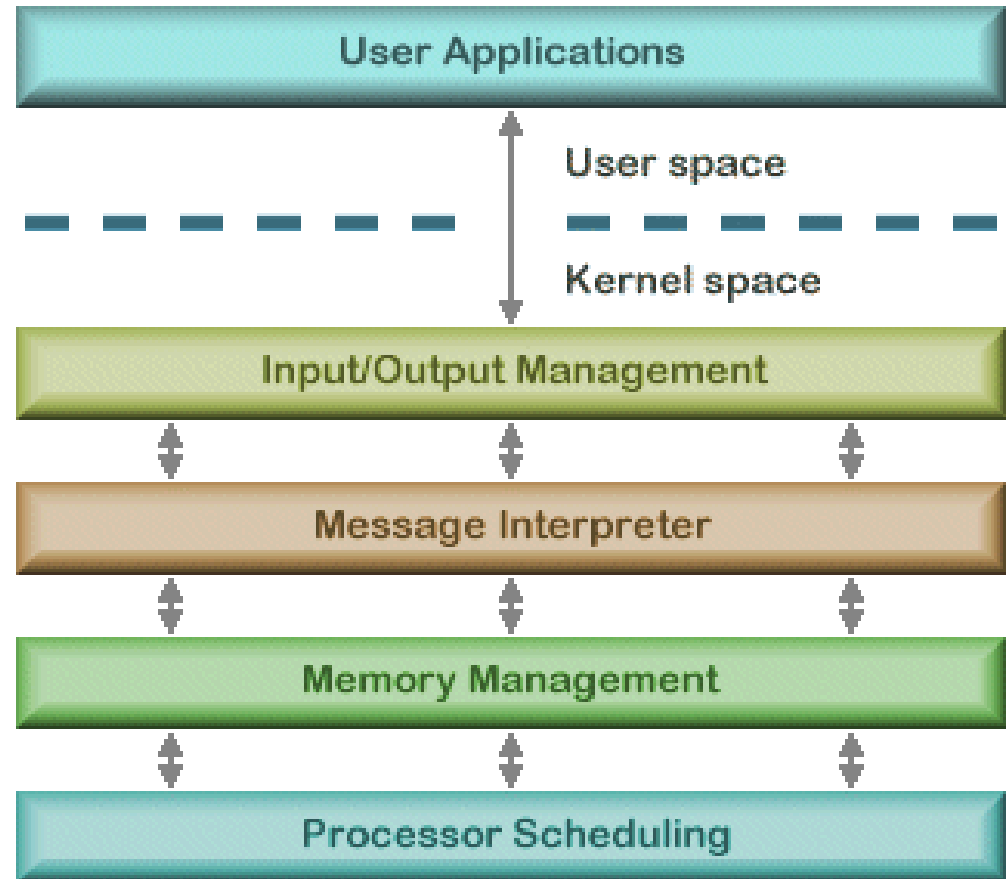 User Applications
User space
Kernel space
Input/Output Management
Message Interpreter
Memory Management
Processor Scheduling